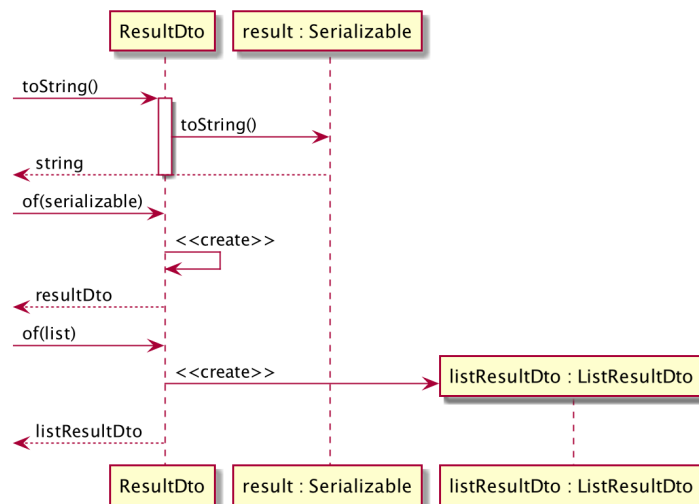 ResultDto
result : Serializable
toString()
toString()
string
of(serializable)
<<create>>
resultDto
of(list)
listResultDto : ListResultDto
<<create>>
listResultDto
ResultDto
result : Serializable
listResultDto : ListResultDto